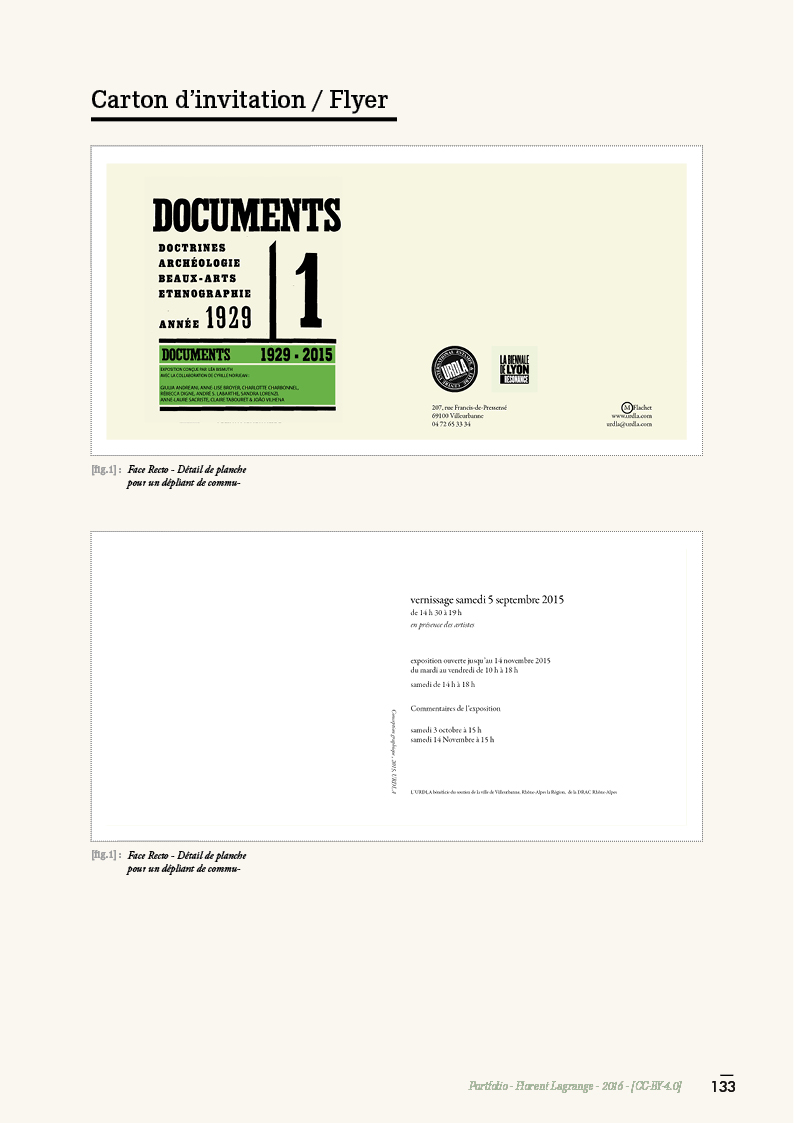 Carton d'invitation / Flyer
DOCUMENTS
DOCTRINES
ARCHÉOLOGIE
BEAUX-ARTS
ETHNOGRAPHIE
ANNÉE 1929
1
DOCUMENTS 1929 - 2015
EXPOSITION CONÇUE PAR LÉA BISMUTH
AVEC LA COLLABORATION DE CYRILLE NOIRJEAN :
GIULIA ANDREANI, ANNE-LISE BROYER, CHARLOTTE CHARBONNEL,
RÉBECCA DIGNE, ANDRÉ S. LABARTHE, SANDRA LORENZI,
ANNE-LAURE SACRISTE, CLAIRE TABOURET & JOÃO VILHENA
URDLA
LA BIENNALE
DE LYON
RESONANCE
207, rue Francis-de-Pressensé
69100 Villeurbanne
04 72 65 33 34
M Flachet
www.urdla.com
urdla@urdla.com
[fig.1] : Face Recto - Détail de planche
pour un dépliant de commu-
vernissage samedi 5 septembre 2015
de 14 h 30 à 19 h
en présence des artistes
exposition ouverte jusqu'au 14 novembre 2015
du mardi au vendredi de 10 h à 18 h
samedi de 14 h à 18 h
Commentaires de l'exposition
samedi 3 octobre à 15 h
samedi 14 Novembre à 15 h
Conception graphique - 2015, URDLA
L'URDLA bénéficie du soutien de la ville de Villeurbanne, Rhône-Alpes la Région, de la DRAC Rhône-Alpes
[fig.1] : Face Recto - Détail de planche
pour un dépliant de commu-
Portfolio - Florent Lagrange - 2016 - [CC-BY-4.0]
133